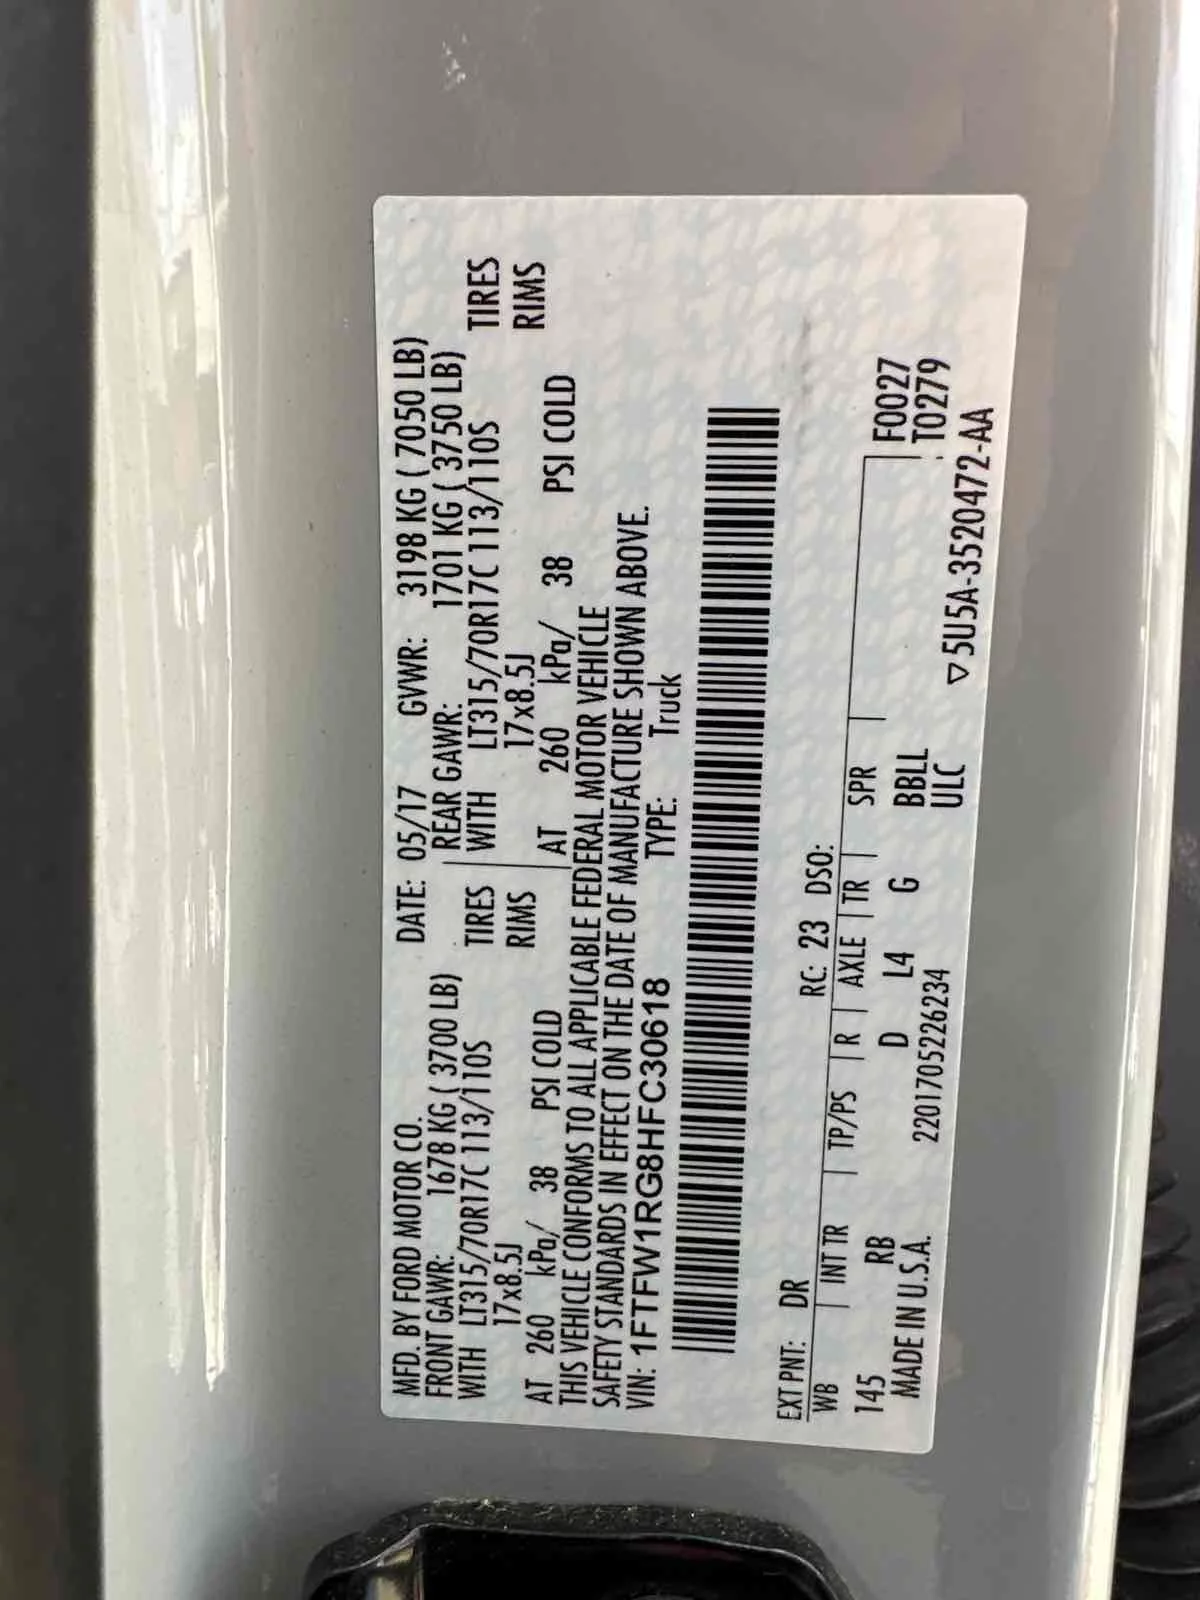 MFD. BY FORD MOTOR CO. DATE: 05/17 GVWR: 3198 KG ( 7050 LB)
FRONT GAWR: 1678 KG ( 3700 LB) REAR GAWR: 1701 KG ( 3750 LB)
WITH LT315/70R17C 113/110S TIRES WITH LT315/70R17C 113/110S TIRES
17x8.5J RIMS 17x8.5J RIMS
AT 260 kPa/ 38 PSI COLD AT 260 kPa/ 38 PSI COLD
THIS VEHICLE CONFORMS TO ALL APPLICABLE FEDERAL MOTOR VEHICLE
SAFETY STANDARDS IN EFFECT ON THE DATE OF MANUFACTURE SHOWN ABOVE.
VIN: 1FTFW1RG8HFC30618 TYPE: Truck
EXT PNT: DR RC: 23 DSO:
WB INT TR TP/PS R AXLE TR SPR F0027
145 RB D L4 G BBLL T0279
MADE IN U.S.A. 2201705226234 ULC
▽5U5A-3520472-AA